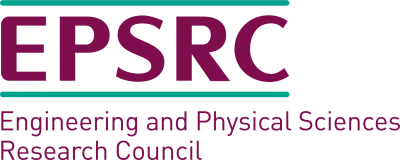 EPSRC
Engineering and Physical Sciences
Research Council